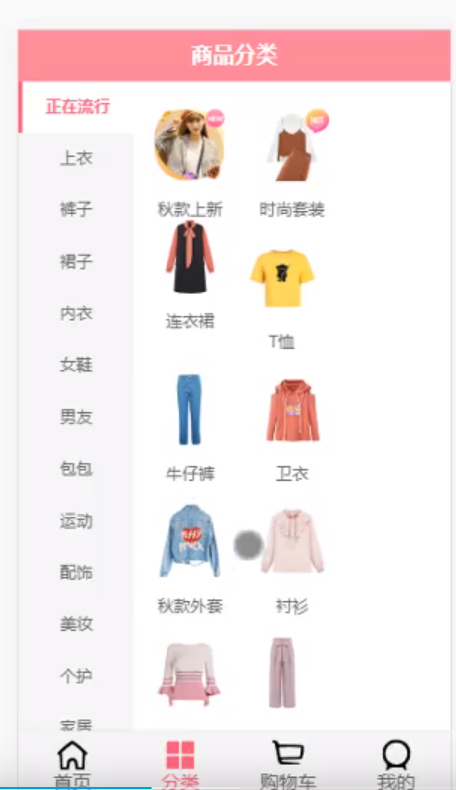 商品分类
正在流行
上衣
裤子
裙子
内衣
女鞋
男友
包包
运动
配饰
美妆
个护
家居
NEW
HOT
秋款上新
时尚套装
连衣裙
T恤
牛仔裤
卫衣
秋款外套
衬衫
首页
分类
购物车
我的